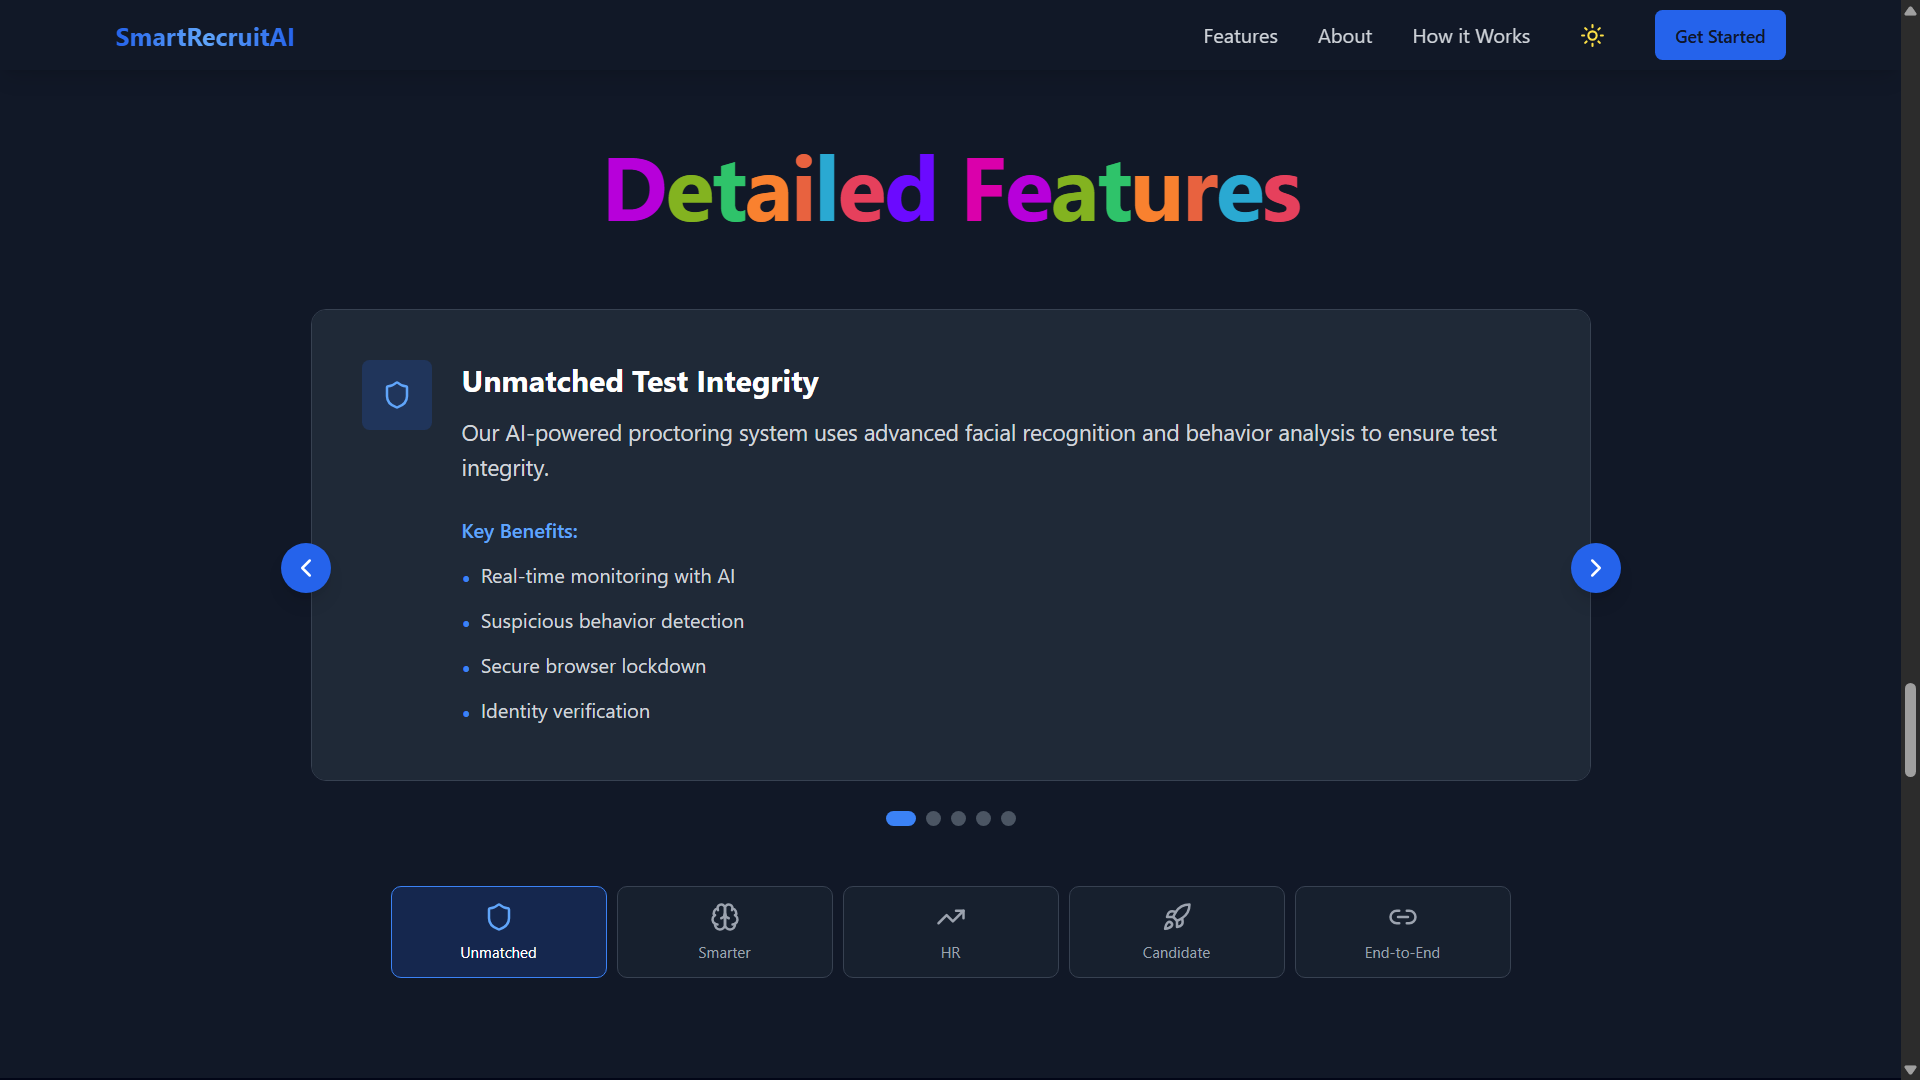 SmartRecruitAI
Features
About
How it Works
Get Started
Detailed Features
Unmatched Test Integrity
Our AI-powered proctoring system uses advanced facial recognition and behavior analysis to ensure test
integrity.
Key Benefits:
• Real-time monitoring with AI
• Suspicious behavior detection
• Secure browser lockdown
• Identity verification
Unmatched
Smarter
HR
Candidate
End-to-End